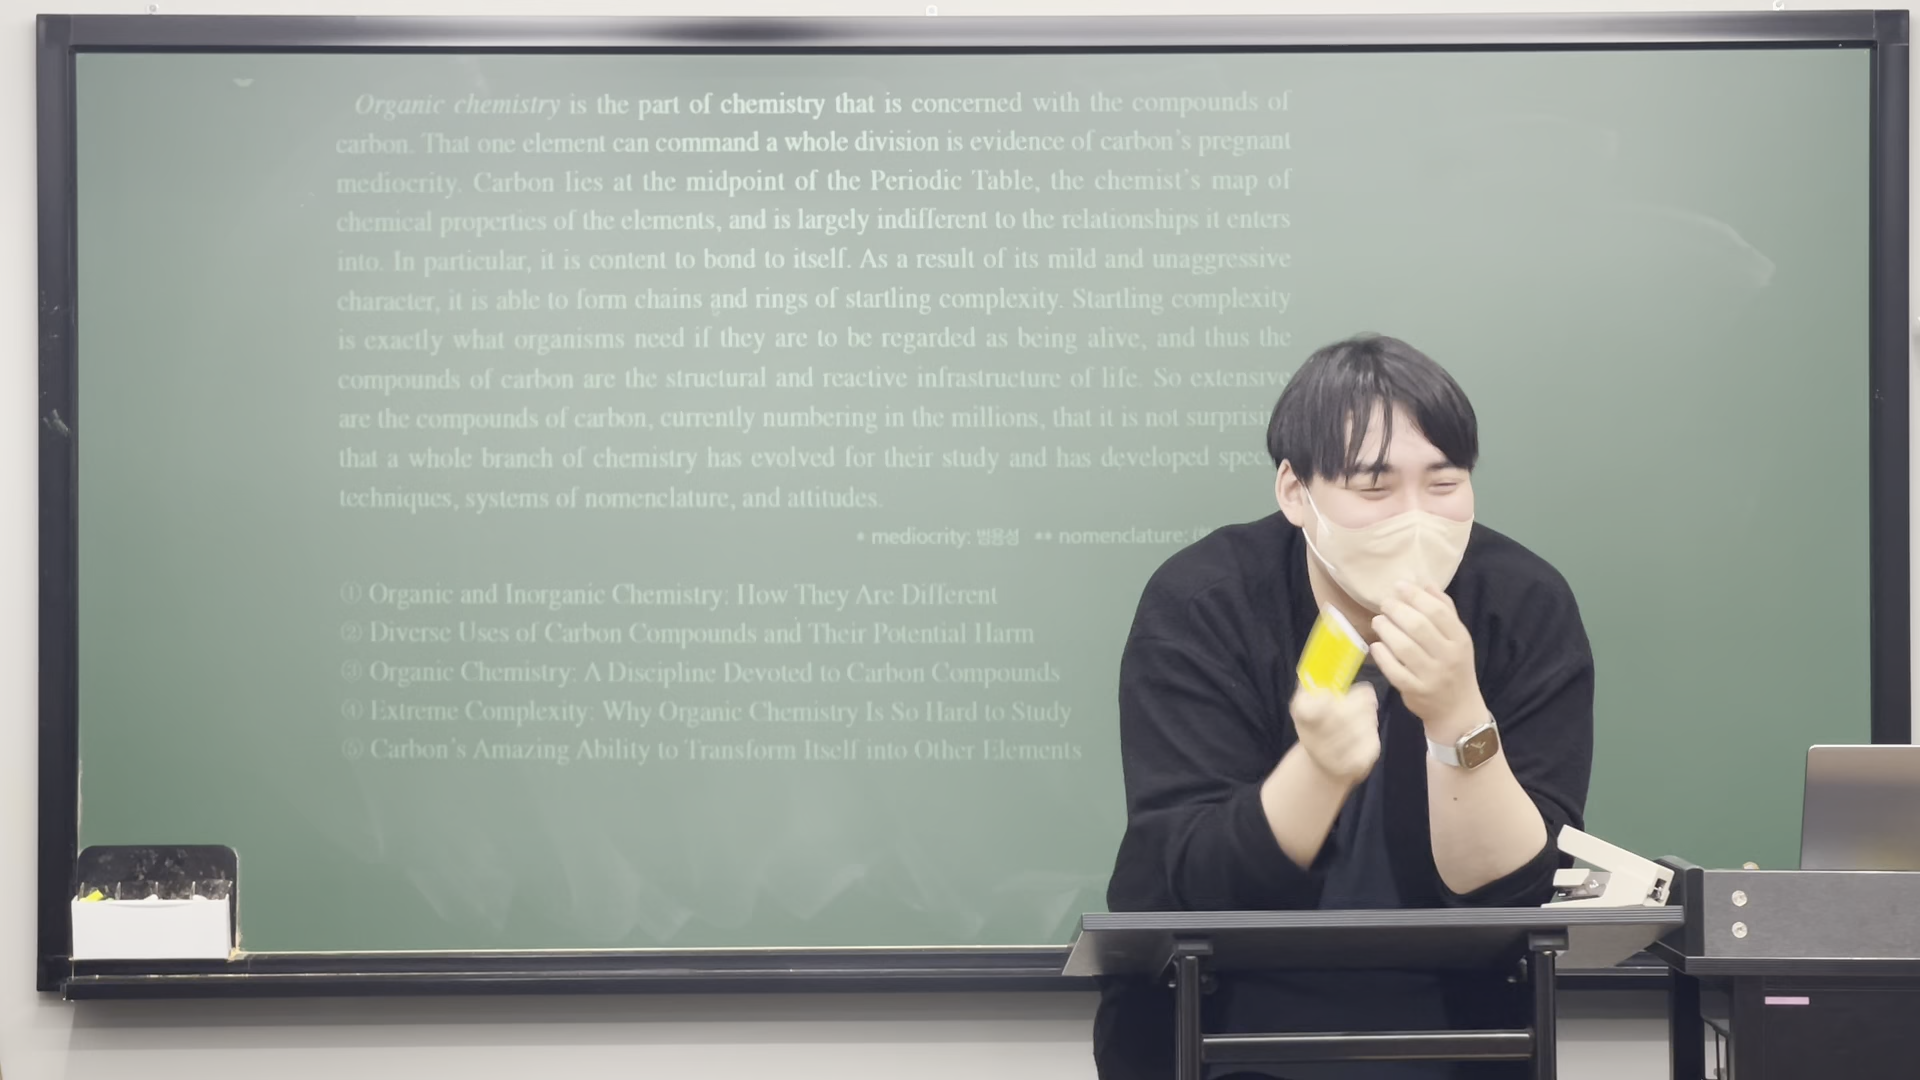 Organic chemistry is the part of chemistry that is concerned with the compounds of
carbon. That one element can command a whole division is evidence of carbon's pregnant
mediocrity. Carbon lies at the midpoint of the Periodic Table, the chemist's map of
chemical properties of the elements, and is largely indifferent to the relationships it enters
into. In particular, it is content to bond to itself. As a result of its mild and unaggressive
character, it is able to form chains and rings of startling complexity. Startling complexity
is exactly what organisms need if they are to be regarded as being alive, and thus the
compounds of carbon are the structural and reactive infrastructure of life. So extensive
are the compounds of carbon, currently numbering in the millions, that it is not
that a whole branch of chemistry has evolved for their study and has developed
techniques, systems of nomenclature, and attitudes.
* mediocrity: 범용성 ** nomenclature:
① Organic and Inorganic Chemistry: How They Are Different
② Diverse Uses of Carbon Compounds and Their Potential Harm
③ Organic Chemistry: A Discipline Devoted to Carbon Compounds
④ Extreme Complexity: Why Organic Chemistry Is So Hard to Study
⑤ Carbon's Amazing Ability to Transform Itself into Other Elements